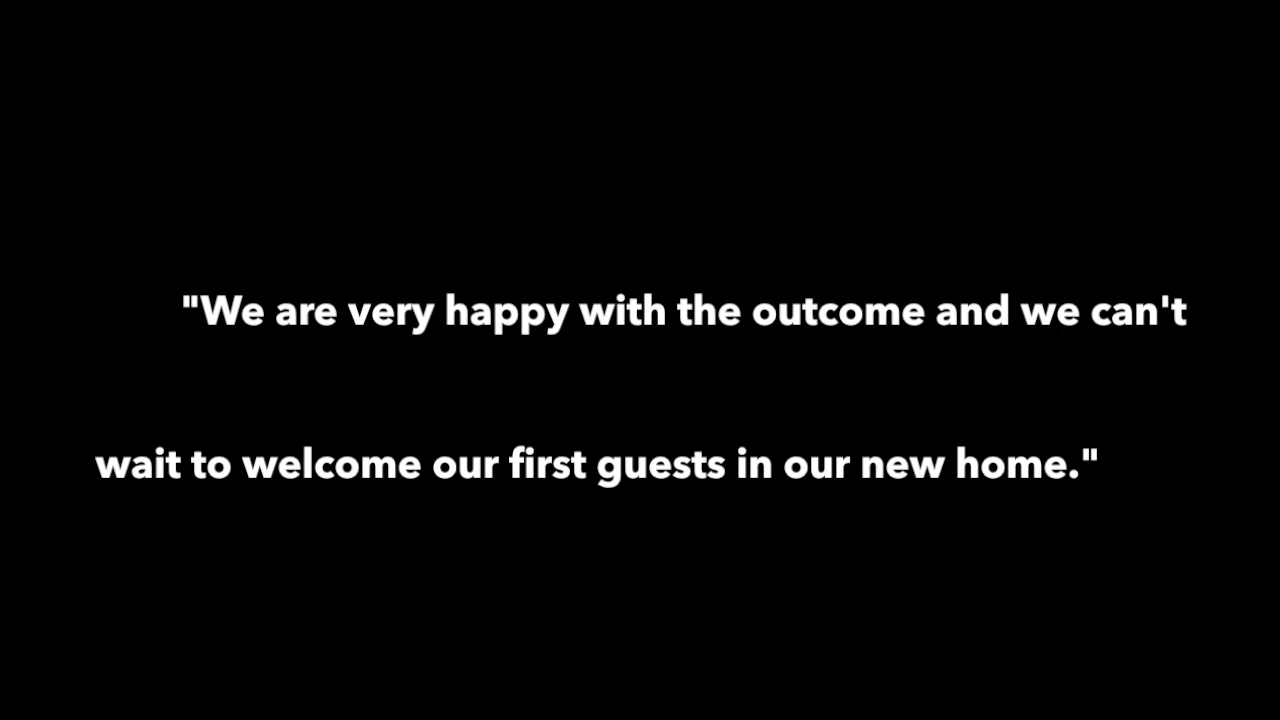 "We are very happy with the outcome and we can't
wait to welcome our first guests in our new home."